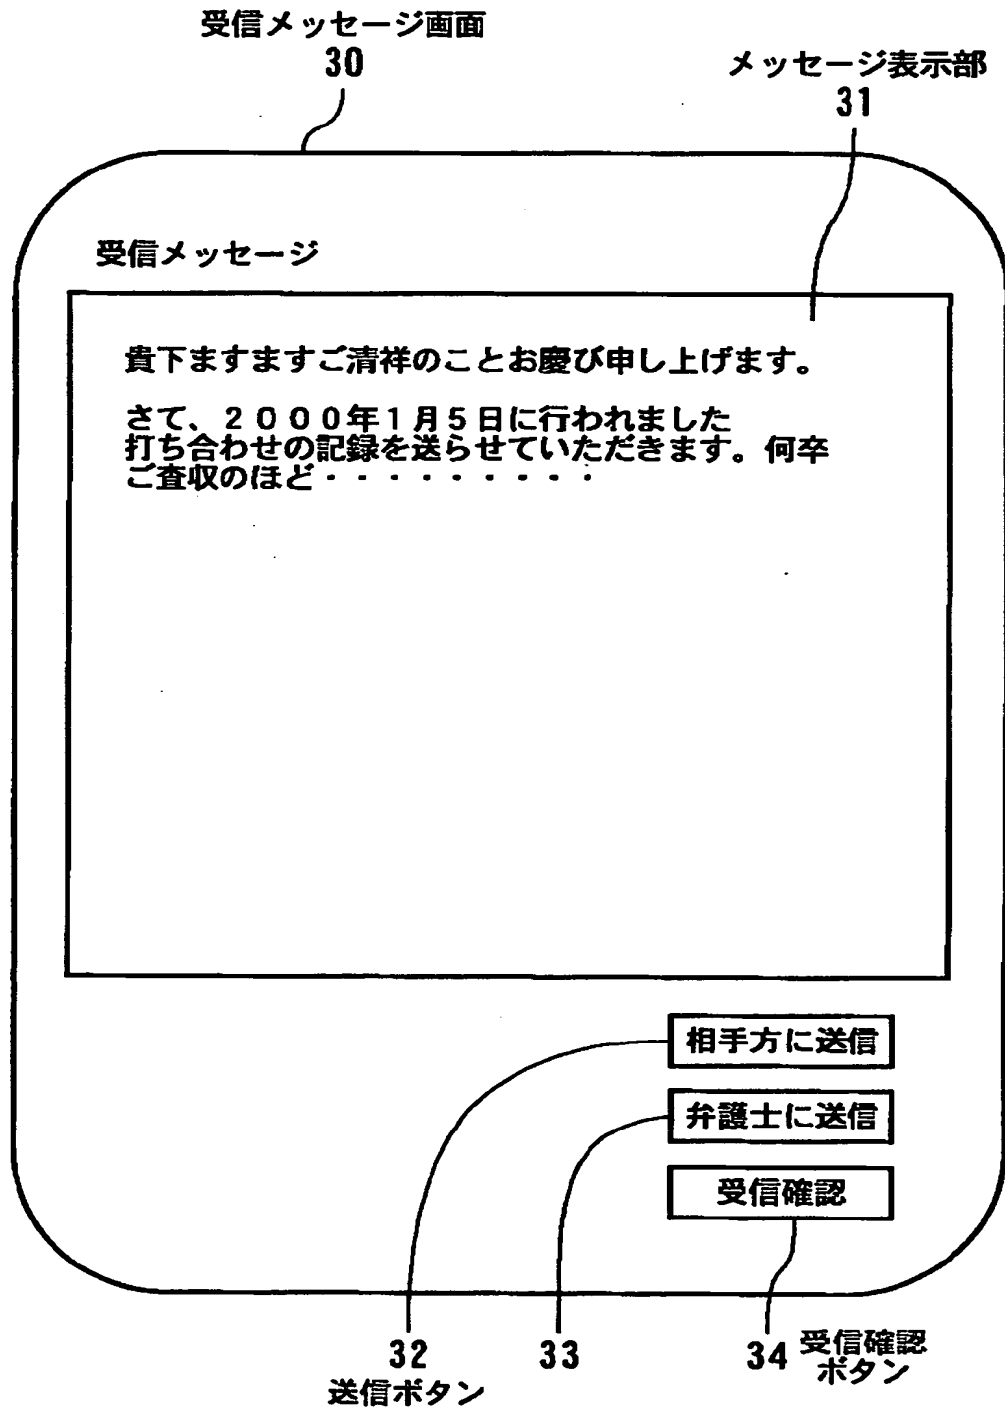 受信メッセージ画面
30
メッセージ表示部
31
受信メッセージ
貴下ますますご清祥のことお慶び申し上げます。
さて、２０００年１月５日に行われました
打ち合わせの記録を送らせていただきます。何卒
ご査収のほど・・・・・・・・・
相手方に送信
弁護士に送信
受信確認
32
送信ボタン
33
34
受信確認
ボタン